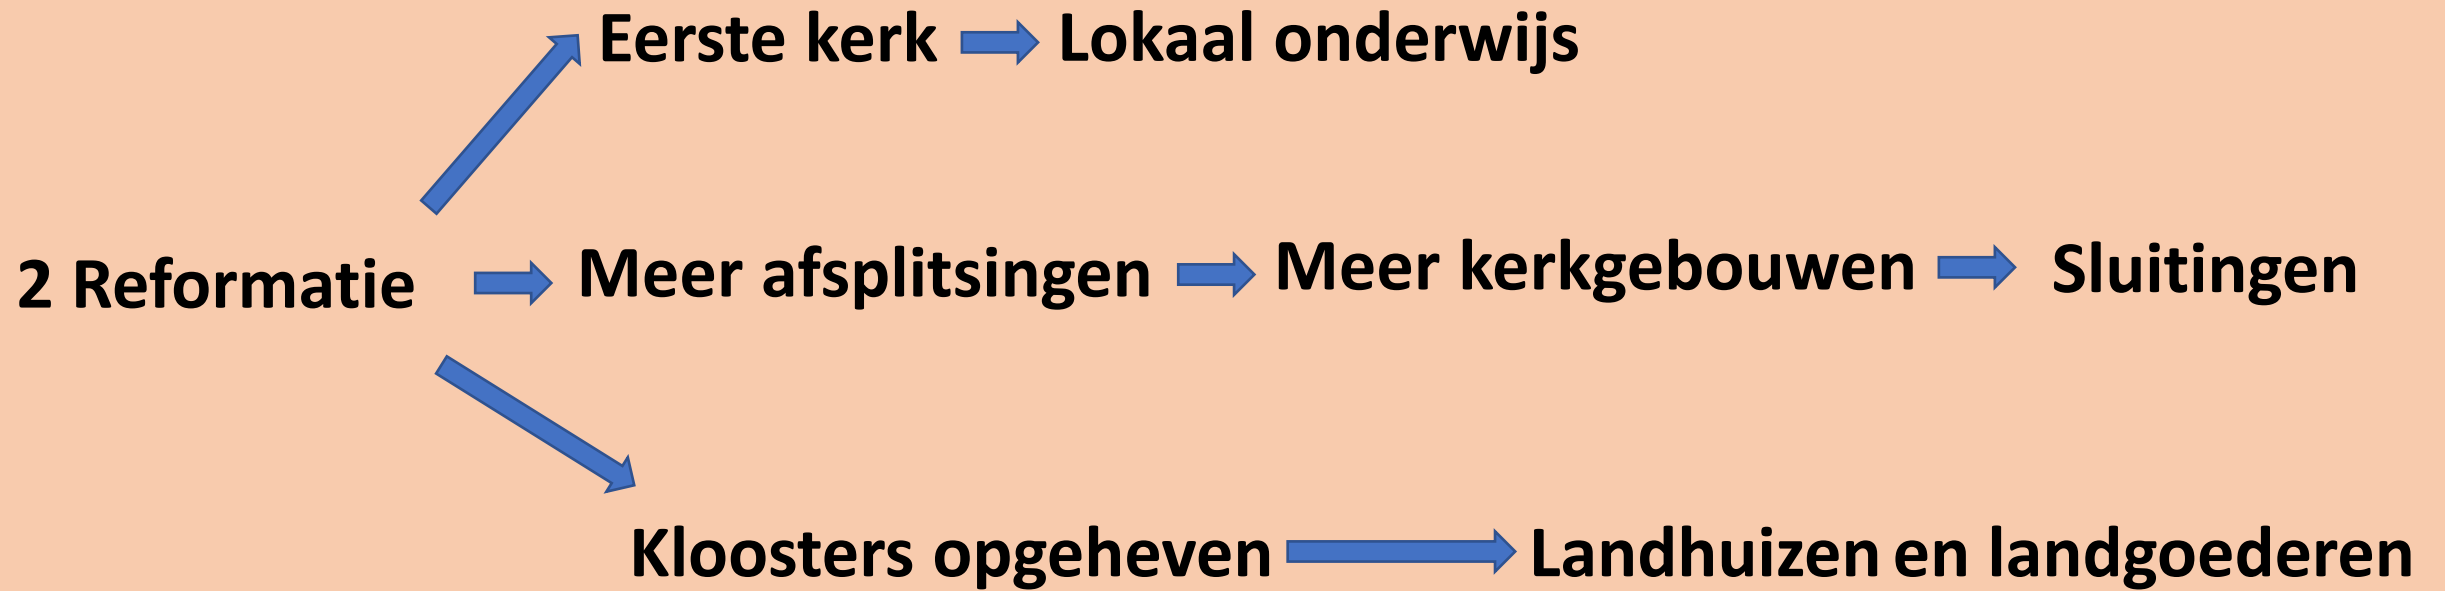 Eerste kerk Lokaal onderwijs
2 Reformatie Meer afsplitsingen Meer kerkgebouwen Sluitingen
Kloosters opgeheven Landhuizen en landgoederen